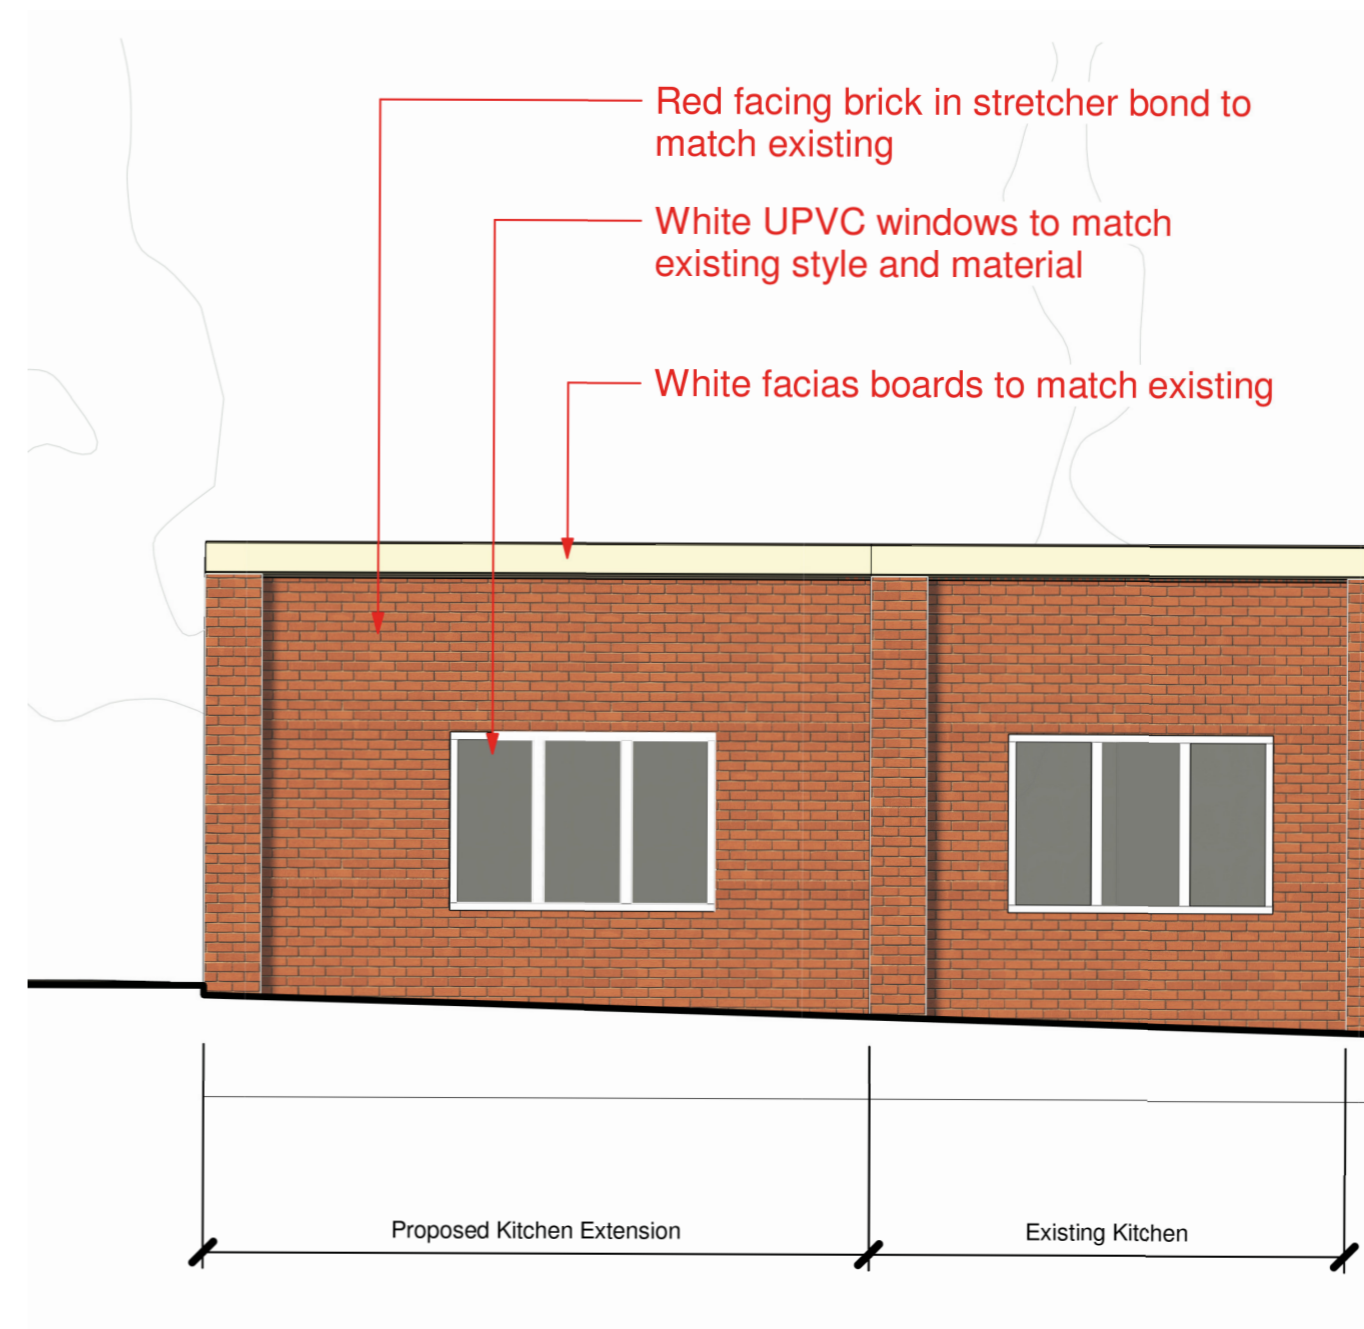 Red facing brick in stretcher bond to
match existing
White UPVC windows to match
existing style and material
White facias boards to match existing
Proposed Kitchen Extension
Existing Kitchen